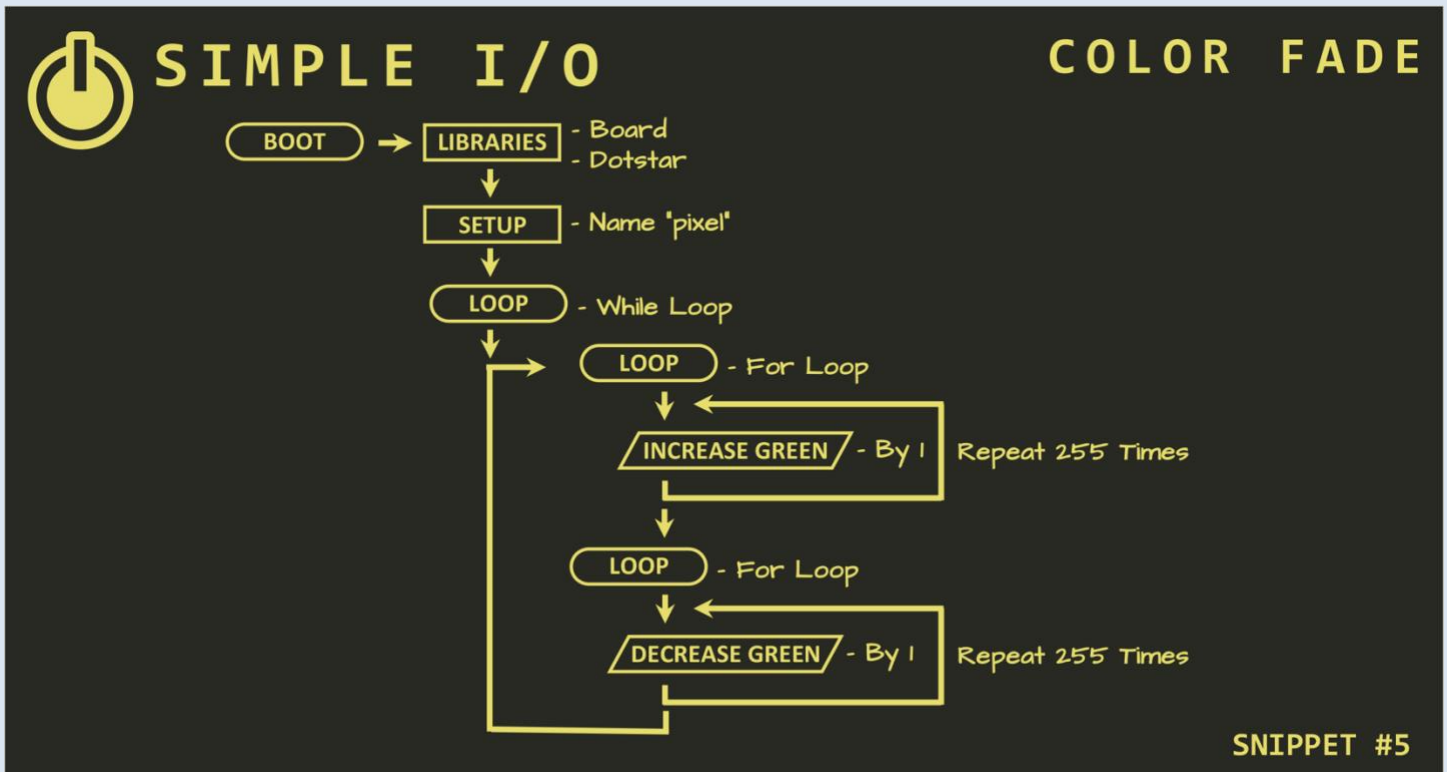 SIMPLE I/O
COLOR FADE
BOOT
LIBRARIES
- Board
- Dotstar
SETUP
- Name "pixel"
LOOP
- While Loop
LOOP
- For Loop
INCREASE GREEN
- By 1
Repeat 255 Times
LOOP
- For Loop
DECREASE GREEN
- By 1
Repeat 255 Times
SNIPPET #5